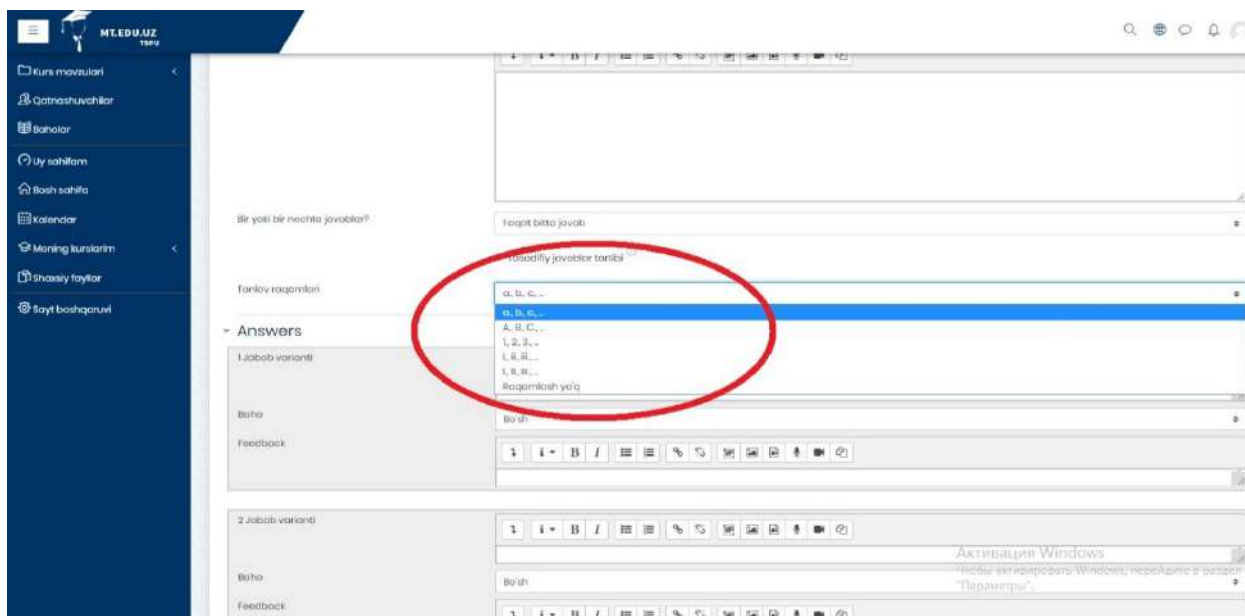 MT.EDU.UZ
TSPU
Kurs mavzulari
Qatnashuvchilar
Baholar
Uy sahifam
Bosh sahifa
Kalendar
Mening kurslarim
Shaxsiy fayllar
Sayt boshqaruvi
Bir yoki bir nechta javoblar?
Faqat bitta javob
Tasodifiy javoblar tartibi
Tanlov raqamlari
a, b, c, ..
a, b, c, ..
A, B, C, ..
1, 2, 3, ..
i, ii, iii, ..
I, II, III, ..
Raqamlash yo'q
Answers
1 Jabob varianti
Baho
Bo'sh
Feedback
B I
2 Jabob varianti
B I
Baho
Bo'sh
Feedback
B I
Активация Windows
Чтобы активировать Windows, перейдите в раздел
"Параметры".